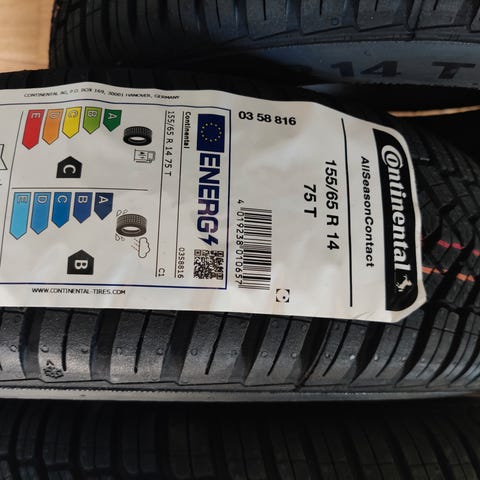 Continental
AllSeasonContact
155/65 R 14
75 T
03 58 816
4 019238 010657
ENERG
Continental
0358816
155/65 R 14 75 T
C1
A
B
C
D
E
C
A
B
C
D
E
B
CONTINENTAL AG, P.O. BOX 169, 30001 HANOVER, GERMANY
WWW.CONTINENTAL-TIRES.COM
14 T